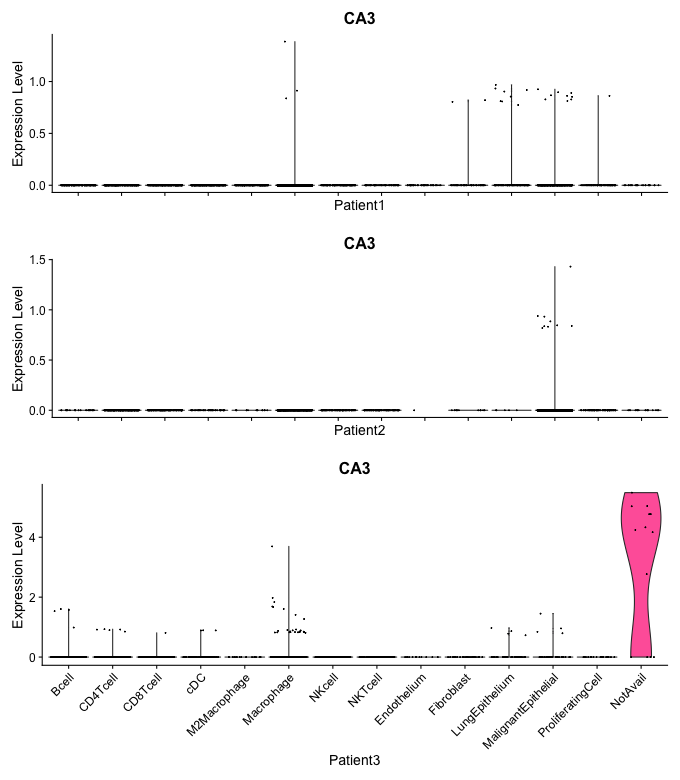 CA3
Expression Level
1.0
0.5
0.0
Patient1
CA3
Expression Level
1.5
1.0
0.5
0.0
Patient2
CA3
Expression Level
4
2
0
Bcell
CD4Tcell
CD8Tcell
cDC
M2Macrophage
Macrophage
NKcell
NKTcell
Endothelium
Fibroblast
LungEpithelium
MalignantEpithelial
ProliferatingCell
NotAvail
Patient3